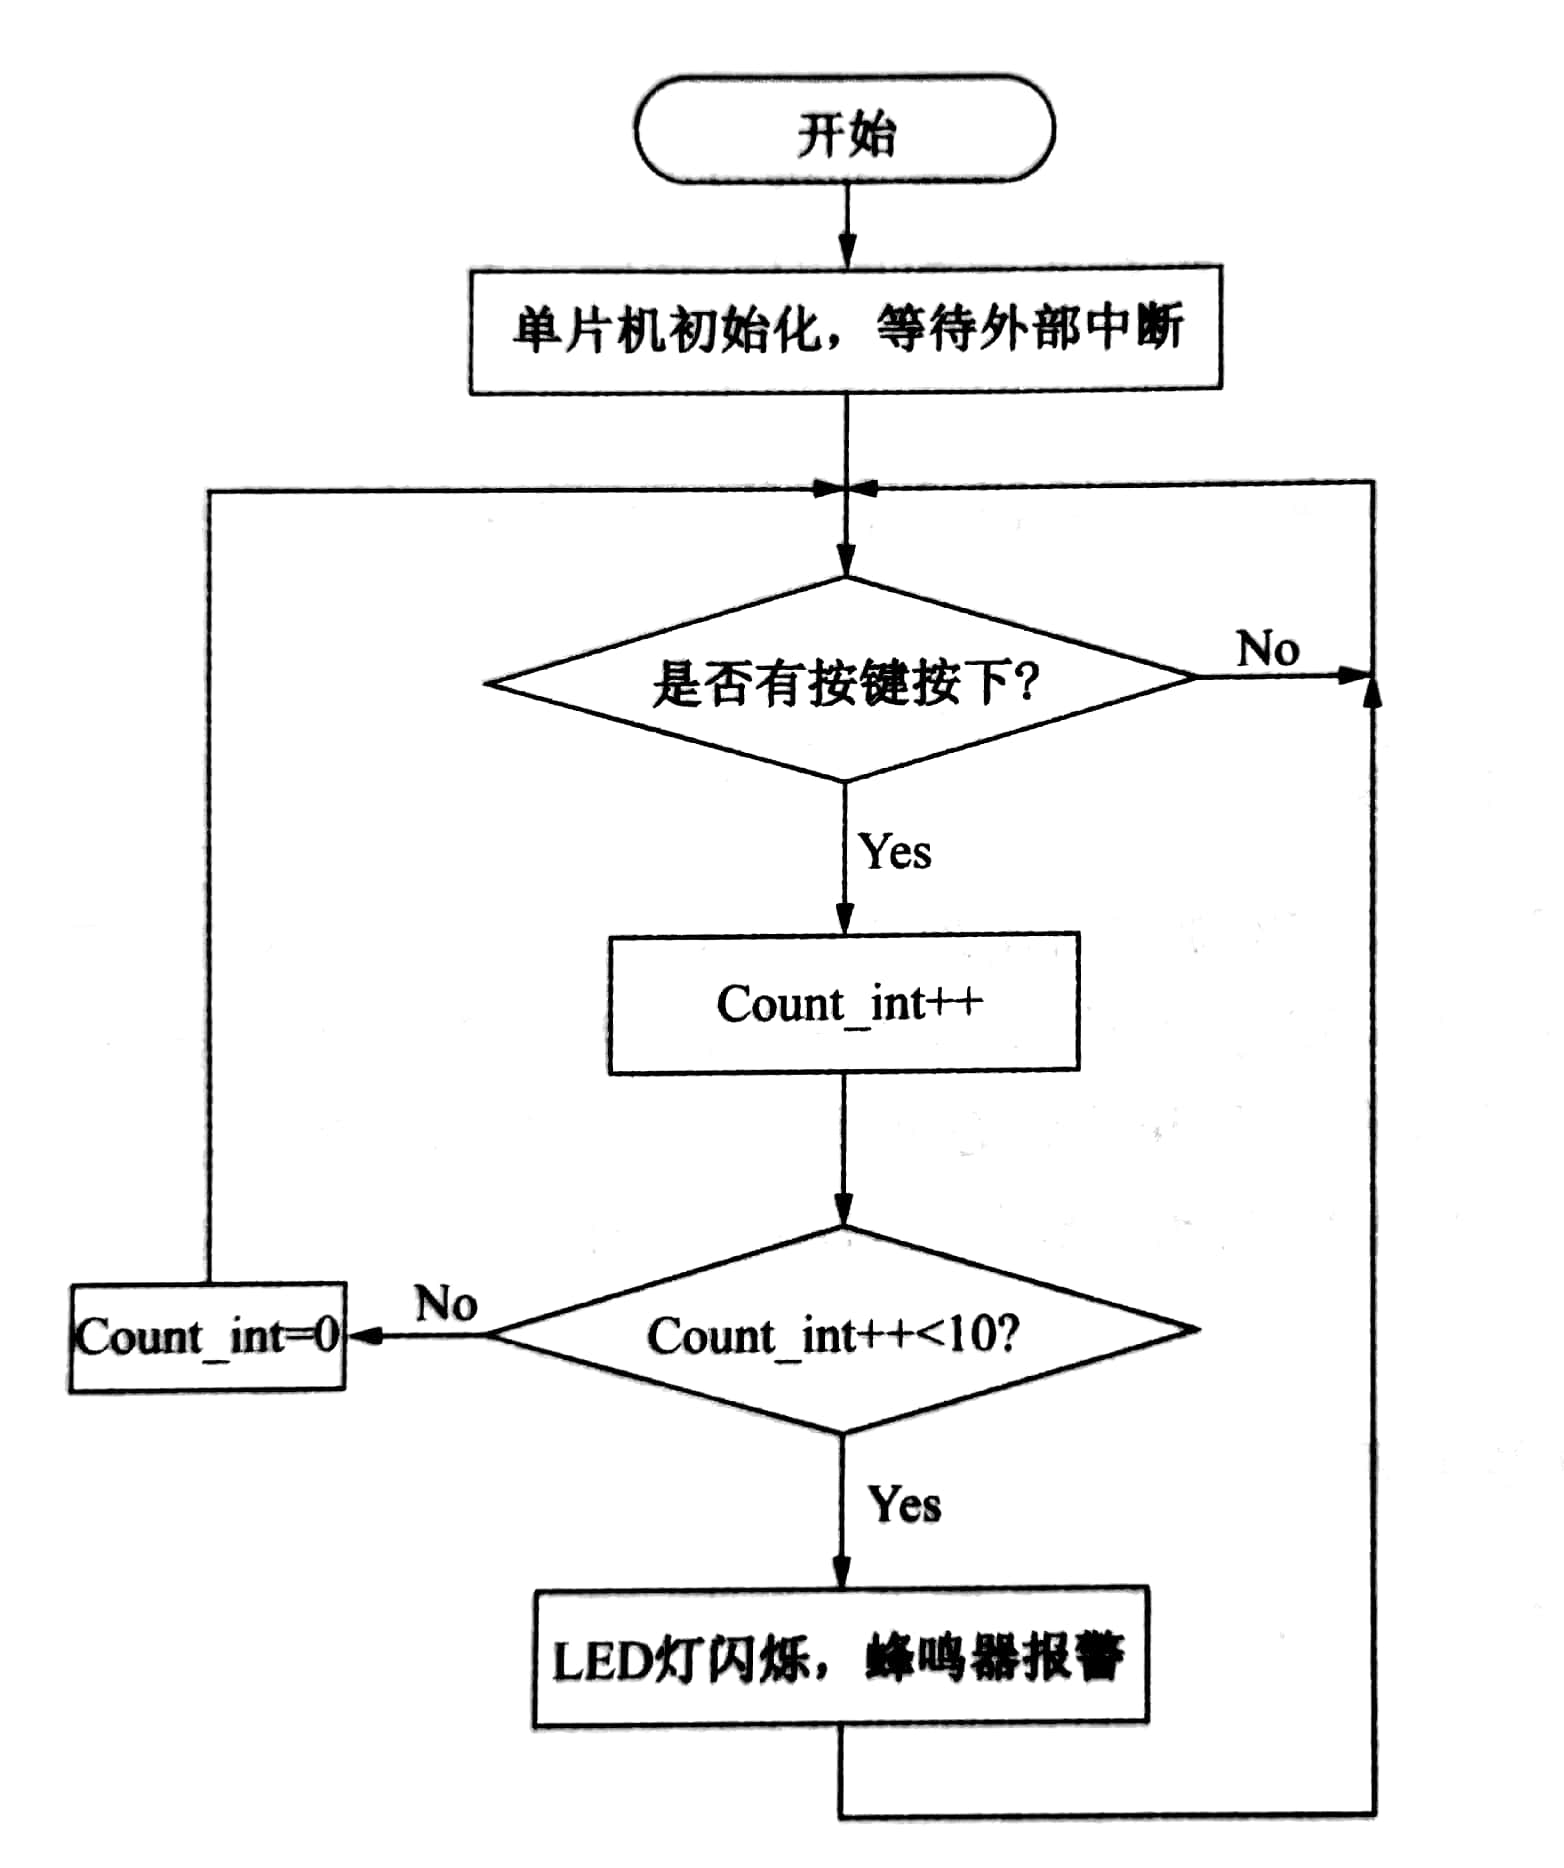 开始
单片机初始化，等待外部中断
是否有按键按下?
No
Yes
Count_int++
Count_int++<10?
No
Count_int=0
Yes
LED灯闪烁，蜂鸣器报警